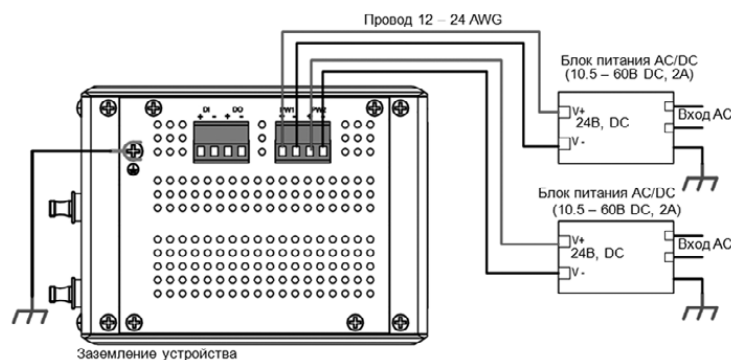 Провод 12 – 24 AWG
Блок питания AC/DC
(10.5 – 60В DC, 2A)
V+
24В, DC
V -
Вход AC
DI DO PW1 PW2
+ - + - + - + -
Блок питания AC/DC
(10.5 – 60В DC, 2A)
V+
24В, DC
V -
Вход AC
Заземление устройства